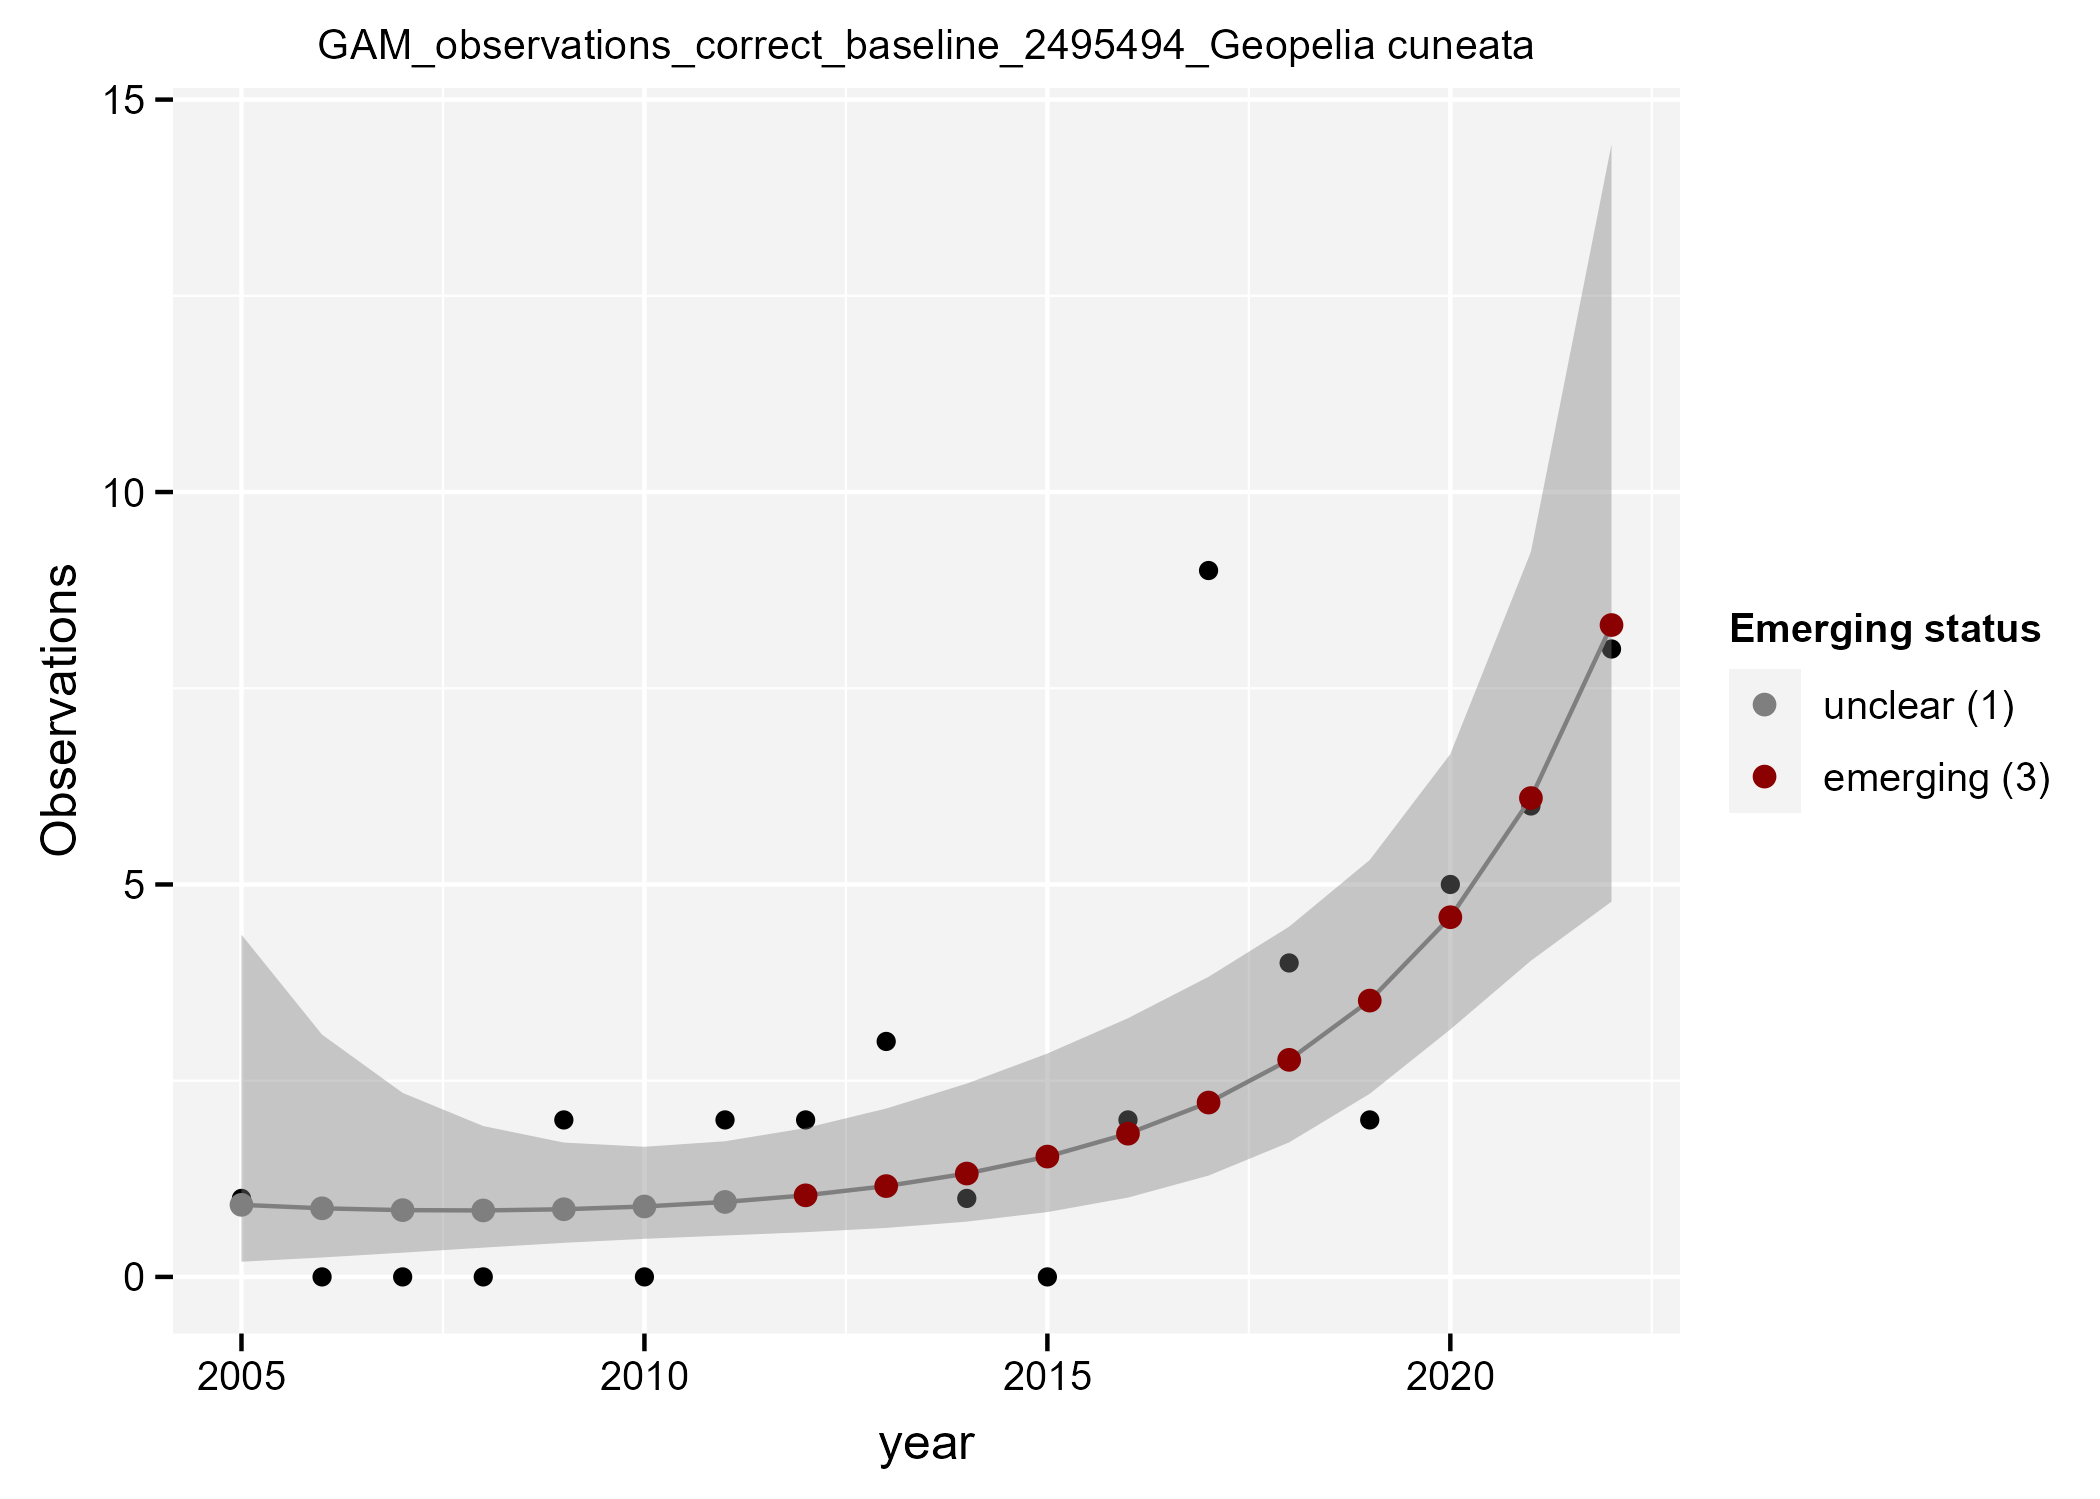 GAM_observations_correct_baseline_2495494_Geopelia cuneata
15
10
5
0
Observations
2005
2010
2015
2020
year
Emerging status
unclear (1)
emerging (3)